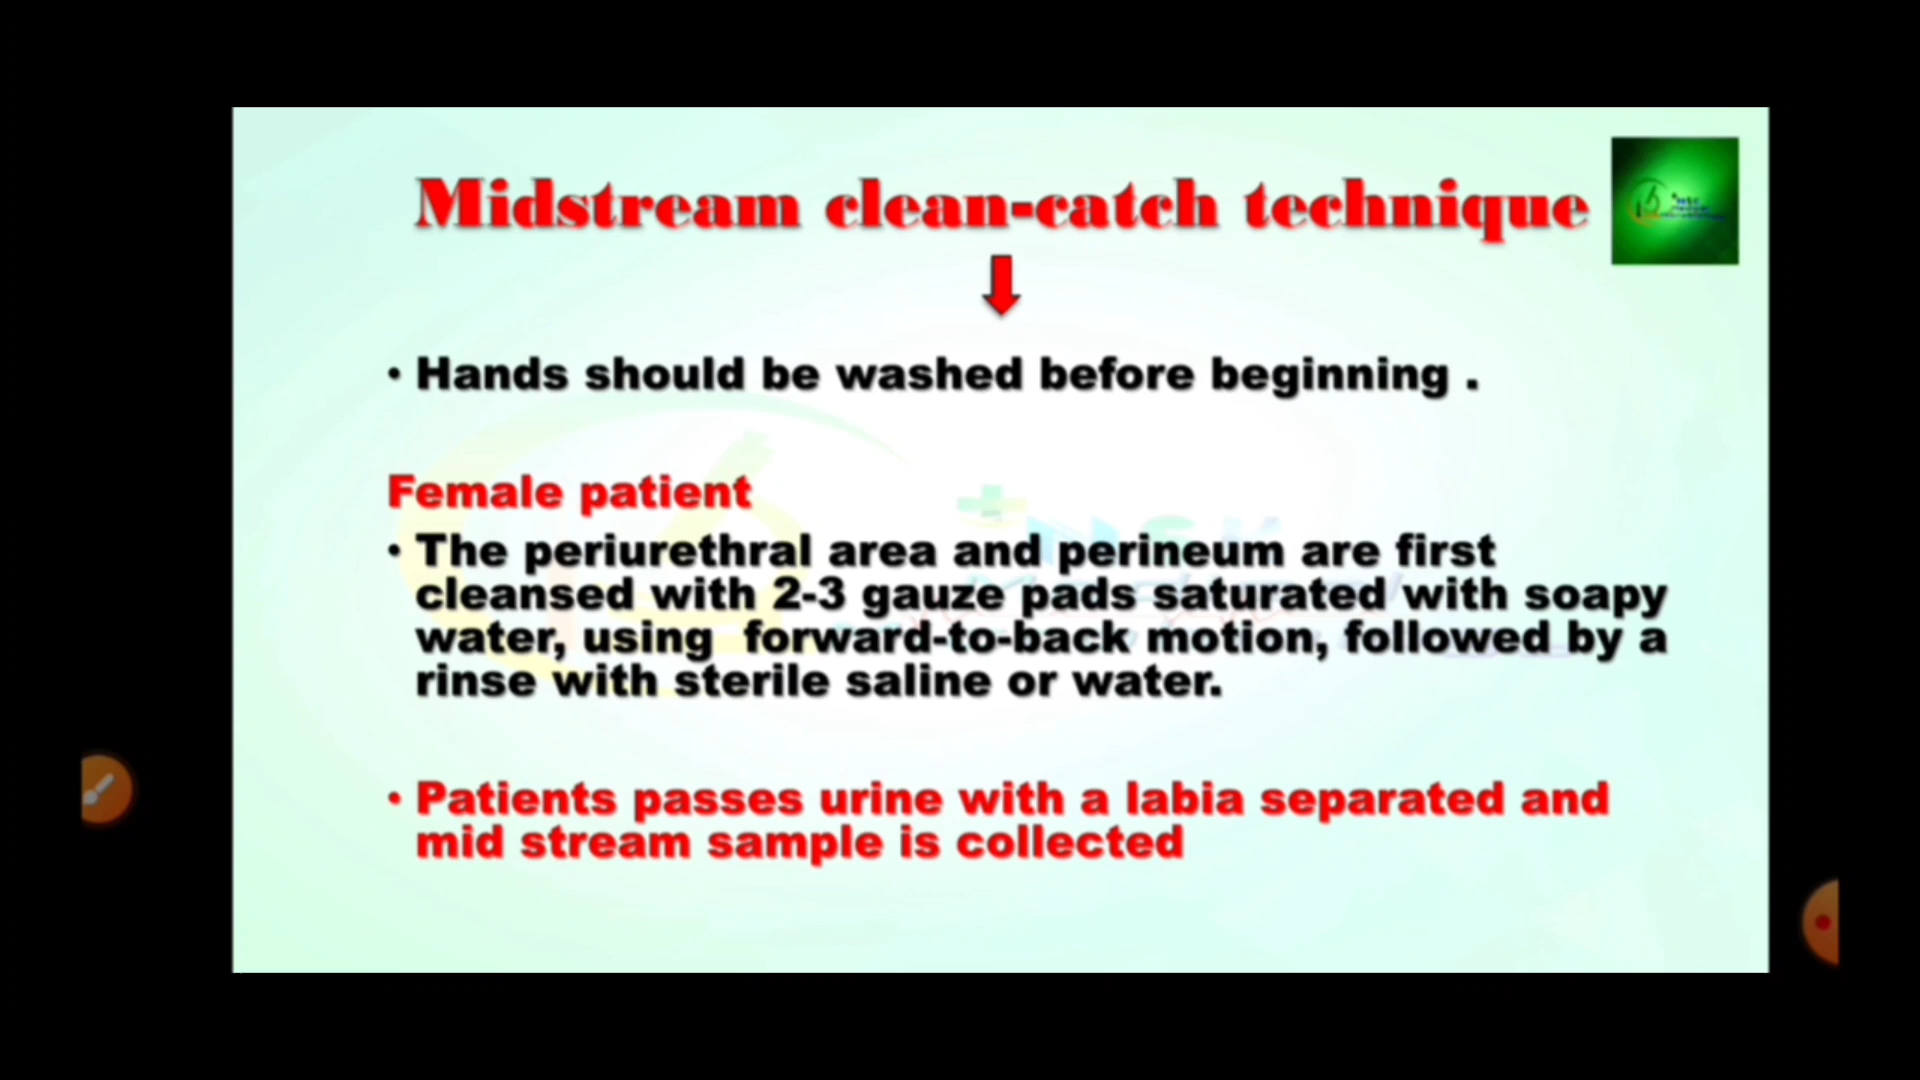 Midstream clean-catch technique
• Hands should be washed before beginning .
Female patient
• The periurethral area and perineum are first
cleansed with 2-3 gauze pads saturated with soapy
water, using forward-to-back motion, followed by a
rinse with sterile saline or water.
• Patients passes urine with a labia separated and
mid stream sample is collected